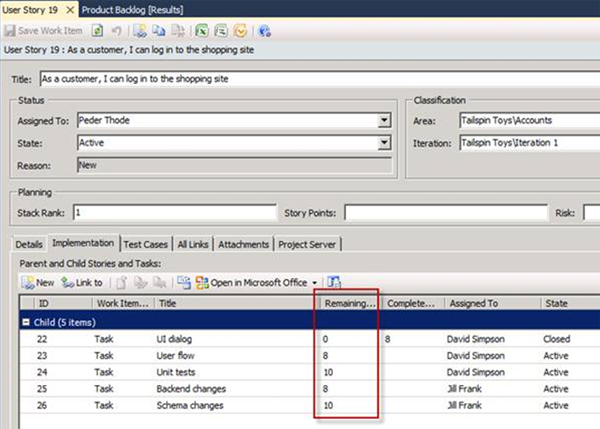 User Story 19 Product Backlog [Results]
Save Work Item
User Story 19 : As a customer, I can log in to the shopping site
Title: As a customer, I can log in to the shopping site
Status Classification
Assigned To: Peder Thode Area: Tailspin Toys\Accounts
State: Active Iteration: Tailspin Toys\Iteration 1
Reason: New
Planning
Stack Rank: 1 Story Points: Risk:
Details Implementation Test Cases All Links Attachments Project Server
Parent and Child Stories and Tasks:
New Link to Open in Microsoft Office
ID Work Item... Title Remaining... Complete... Assigned To State
Child (5 items)
22 Task UI dialog 0 8 David Simpson Closed
23 Task User flow 8 David Simpson Active
24 Task Unit tests 10 David Simpson Active
25 Task Backend changes 8 Jill Frank Active
26 Task Schema changes 10 Jill Frank Active